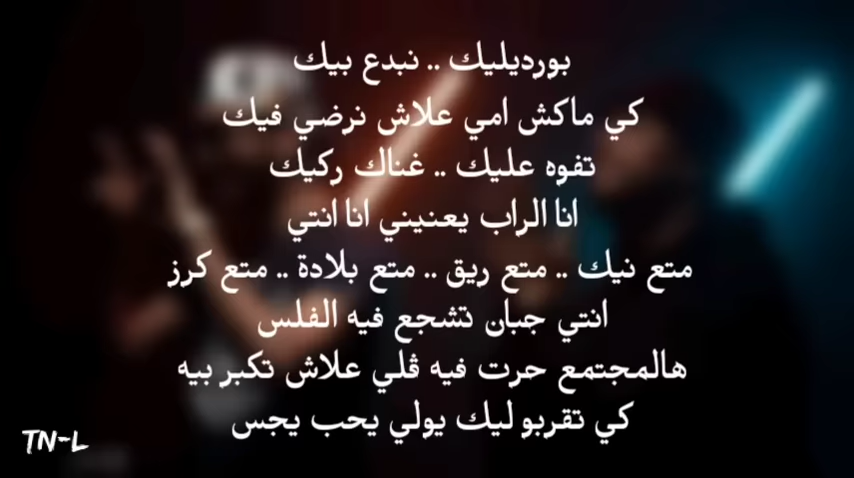 بورديليك .. نبدع بيك
كي ماكش امي علاش نرضي فيك
تفوه عليك .. غناك ركيك
انا الراب يعنيني انا انتي
متع نيك .. متع ريق .. متع بلادة .. متع كرز
انتي جبان تشجع فيه الفلس
هالمجتمع حرت فيه ڨلي علاش تكبر بيه
كي تقربو ليك يولي يحب يجس
TN-L